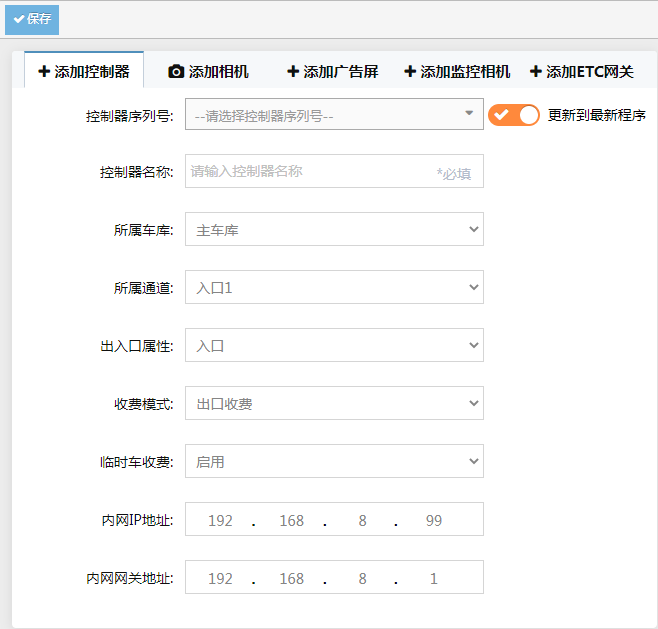 保存
添加控制器 添加相机 添加广告屏 添加监控相机 添加ETC网关
控制器序列号: --请选择控制器序列号-- 更新到最新程序
控制器名称: 请输入控制器名称 *必填
所属车库: 主车库
所属通道: 入口1
出入口属性: 入口
收费模式: 出口收费
临时车收费: 启用
内网IP地址: 192 . 168 . 8 . 99
内网网关地址: 192 . 168 . 8 . 1